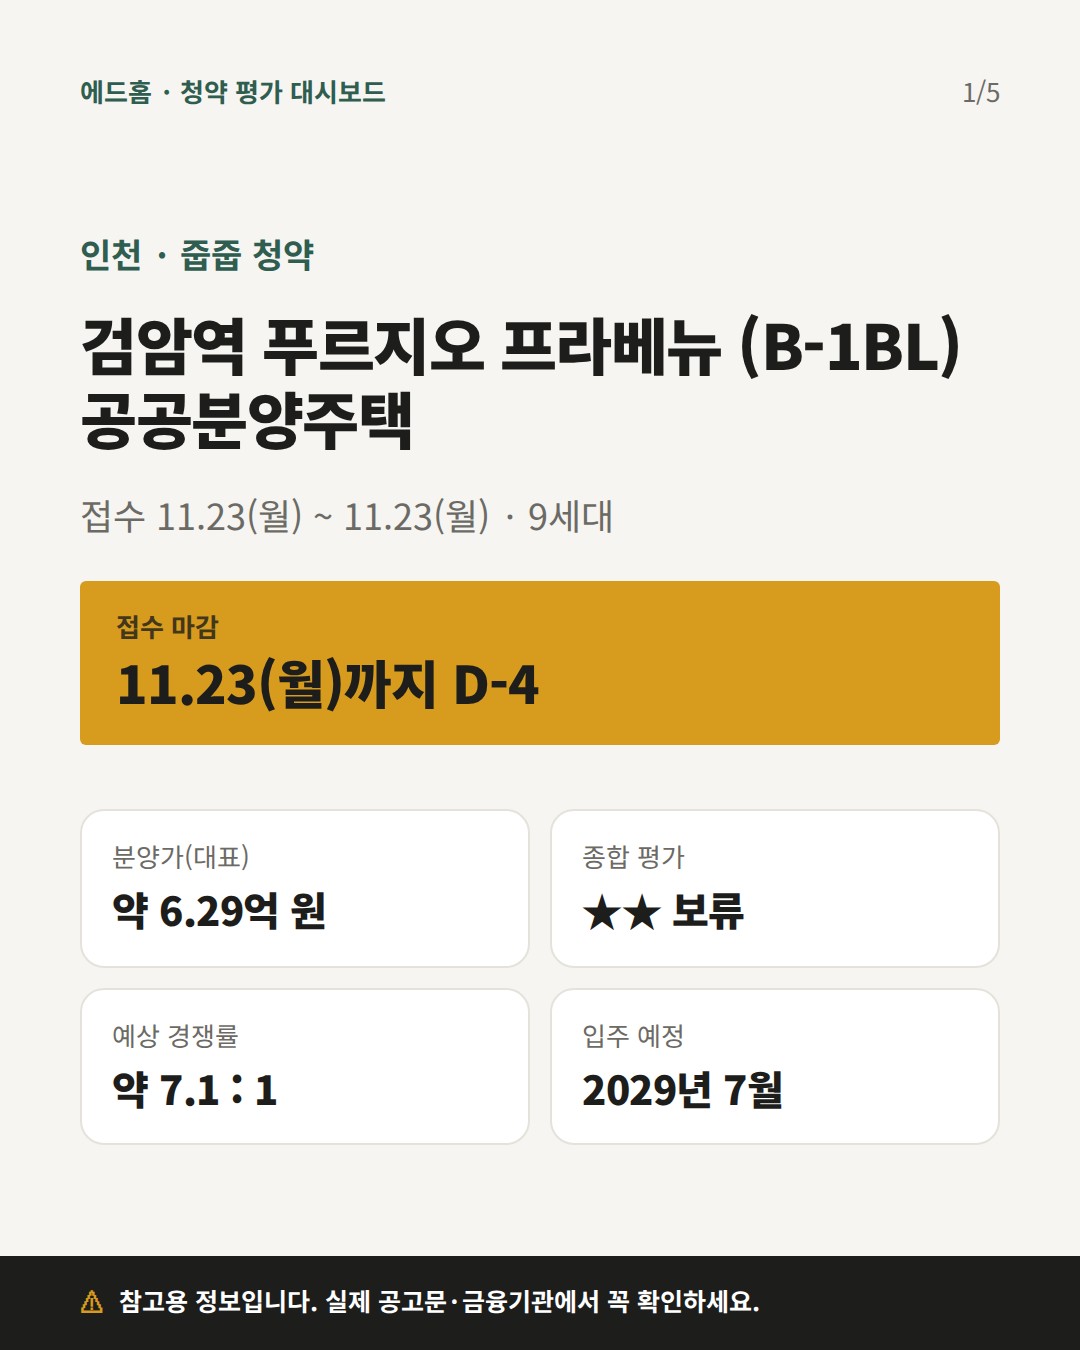 에드홈 · 청약 평가 대시보드
1/5
인천 · 줍줍 청약
검암역 푸르지오 프라베뉴 (B-1BL)
공공분양주택
접수 11.23(월) ~ 11.23(월) · 9세대
접수 마감
11.23(월)까지 D-4
분양가(대표)
약 6.29억 원
종합 평가
★★ 보류
예상 경쟁률
약 7.1 : 1
입주 예정
2029년 7월
⚠ 참고용 정보입니다. 실제 공고문·금융기관에서 꼭 확인하세요.